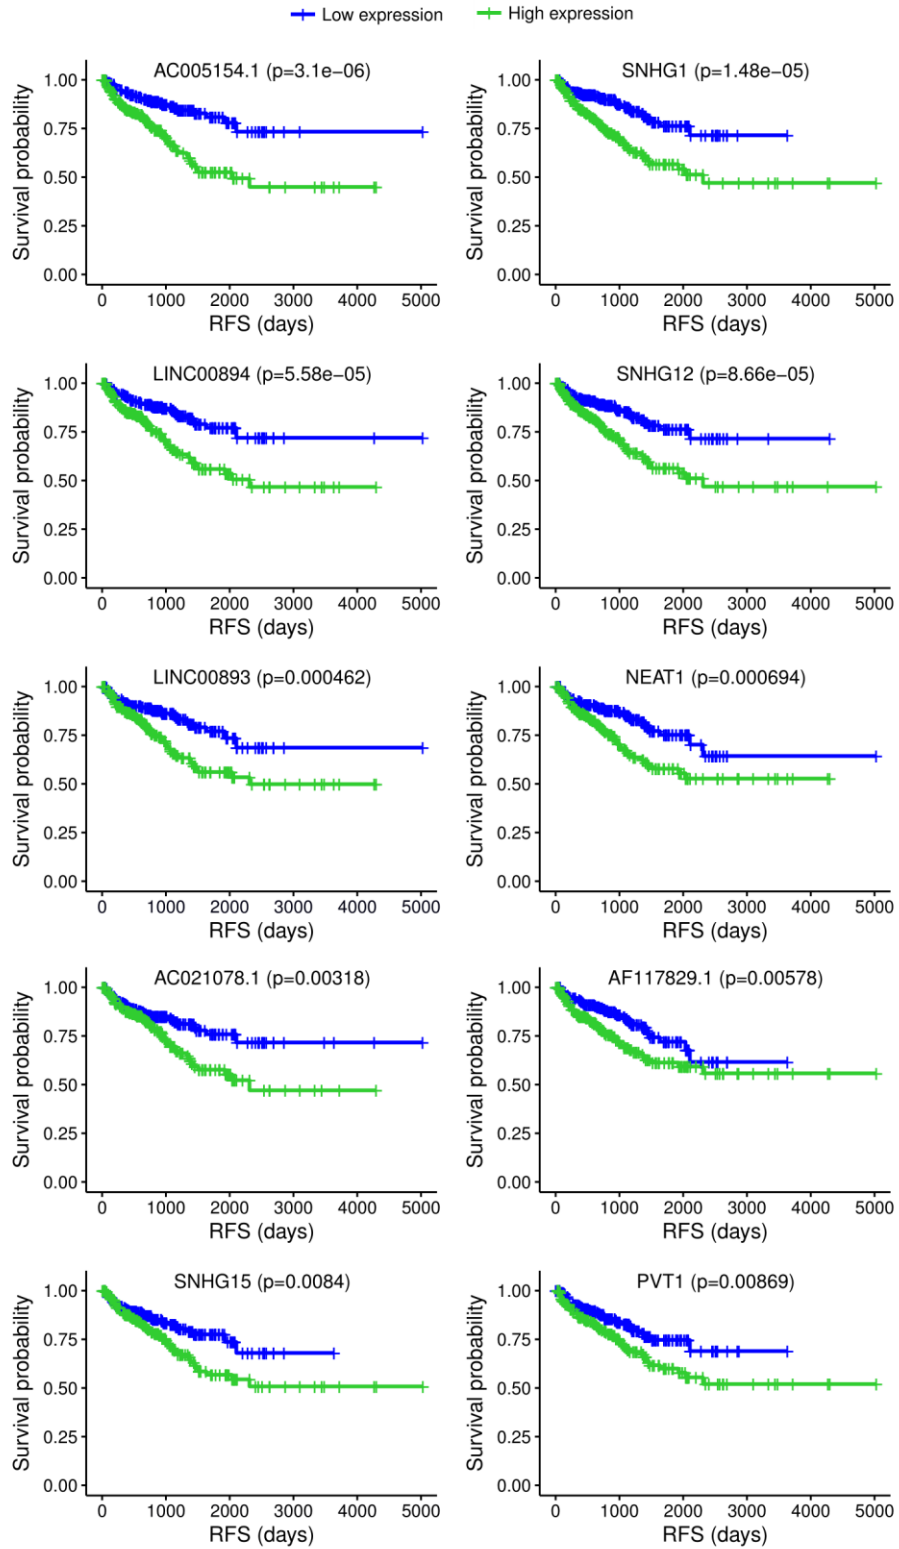 Low expression High expression
AC005154.1 (p=3.1e−06)
Survival probability
1.00
0.75
0.50
0.25
0.00
0 1000 2000 3000 4000 5000
RFS (days)
SNHG1 (p=1.48e−05)
Survival probability
1.00
0.75
0.50
0.25
0.00
0 1000 2000 3000 4000 5000
RFS (days)
LINC00894 (p=5.58e−05)
Survival probability
1.00
0.75
0.50
0.25
0.00
0 1000 2000 3000 4000 5000
RFS (days)
SNHG12 (p=8.66e−05)
Survival probability
1.00
0.75
0.50
0.25
0.00
0 1000 2000 3000 4000 5000
RFS (days)
LINC00893 (p=0.000462)
Survival probability
1.00
0.75
0.50
0.25
0.00
0 1000 2000 3000 4000 5000
RFS (days)
NEAT1 (p=0.000694)
Survival probability
1.00
0.75
0.50
0.25
0.00
0 1000 2000 3000 4000 5000
RFS (days)
AC021078.1 (p=0.00318)
Survival probability
1.00
0.75
0.50
0.25
0.00
0 1000 2000 3000 4000 5000
RFS (days)
AF117829.1 (p=0.00578)
Survival probability
1.00
0.75
0.50
0.25
0.00
0 1000 2000 3000 4000 5000
RFS (days)
SNHG15 (p=0.0084)
Survival probability
1.00
0.75
0.50
0.25
0.00
0 1000 2000 3000 4000 5000
RFS (days)
PVT1 (p=0.00869)
Survival probability
1.00
0.75
0.50
0.25
0.00
0 1000 2000 3000 4000 5000
RFS (days)